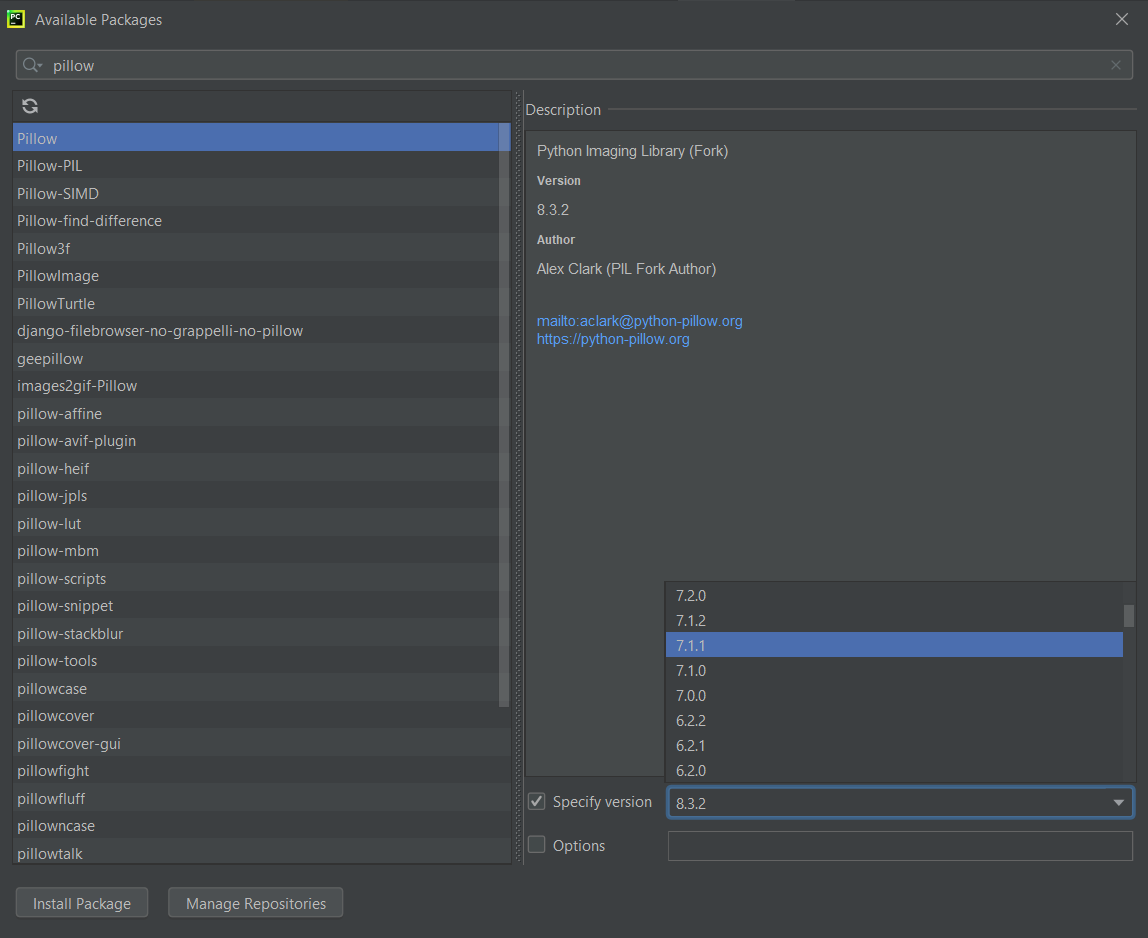 PC
Available Packages
pillow
Pillow
Pillow-PIL
Pillow-SIMD
Pillow-find-difference
Pillow3f
PillowImage
PillowTurtle
django-filebrowser-no-grappelli-no-pillow
geepillow
images2gif-Pillow
pillow-affine
pillow-avif-plugin
pillow-heif
pillow-jpls
pillow-lut
pillow-mbm
pillow-scripts
pillow-snippet
pillow-stackblur
pillow-tools
pillowcase
pillowcover
pillowcover-gui
pillowfight
pillowfluff
pillowncase
pillowtalk
Description
Python Imaging Library (Fork)
Version
8.3.2
Author
Alex Clark (PIL Fork Author)
mailto:aclark@python-pillow.org
https://python-pillow.org
7.2.0
7.1.2
7.1.1
7.1.0
7.0.0
6.2.2
6.2.1
6.2.0
Specify version
8.3.2
Options
Install Package
Manage Repositories